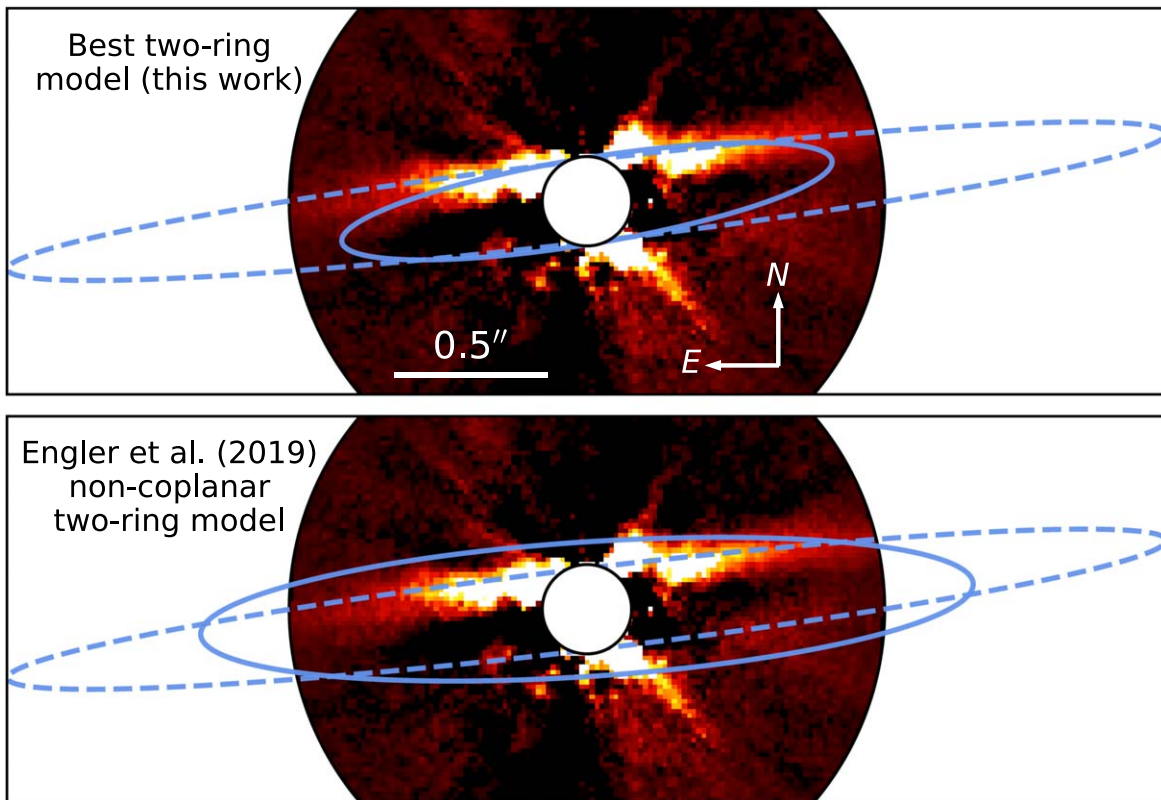 Best two-ring
model (this work)
0.5″
N
E
Engler et al. (2019)
non-coplanar
two-ring model